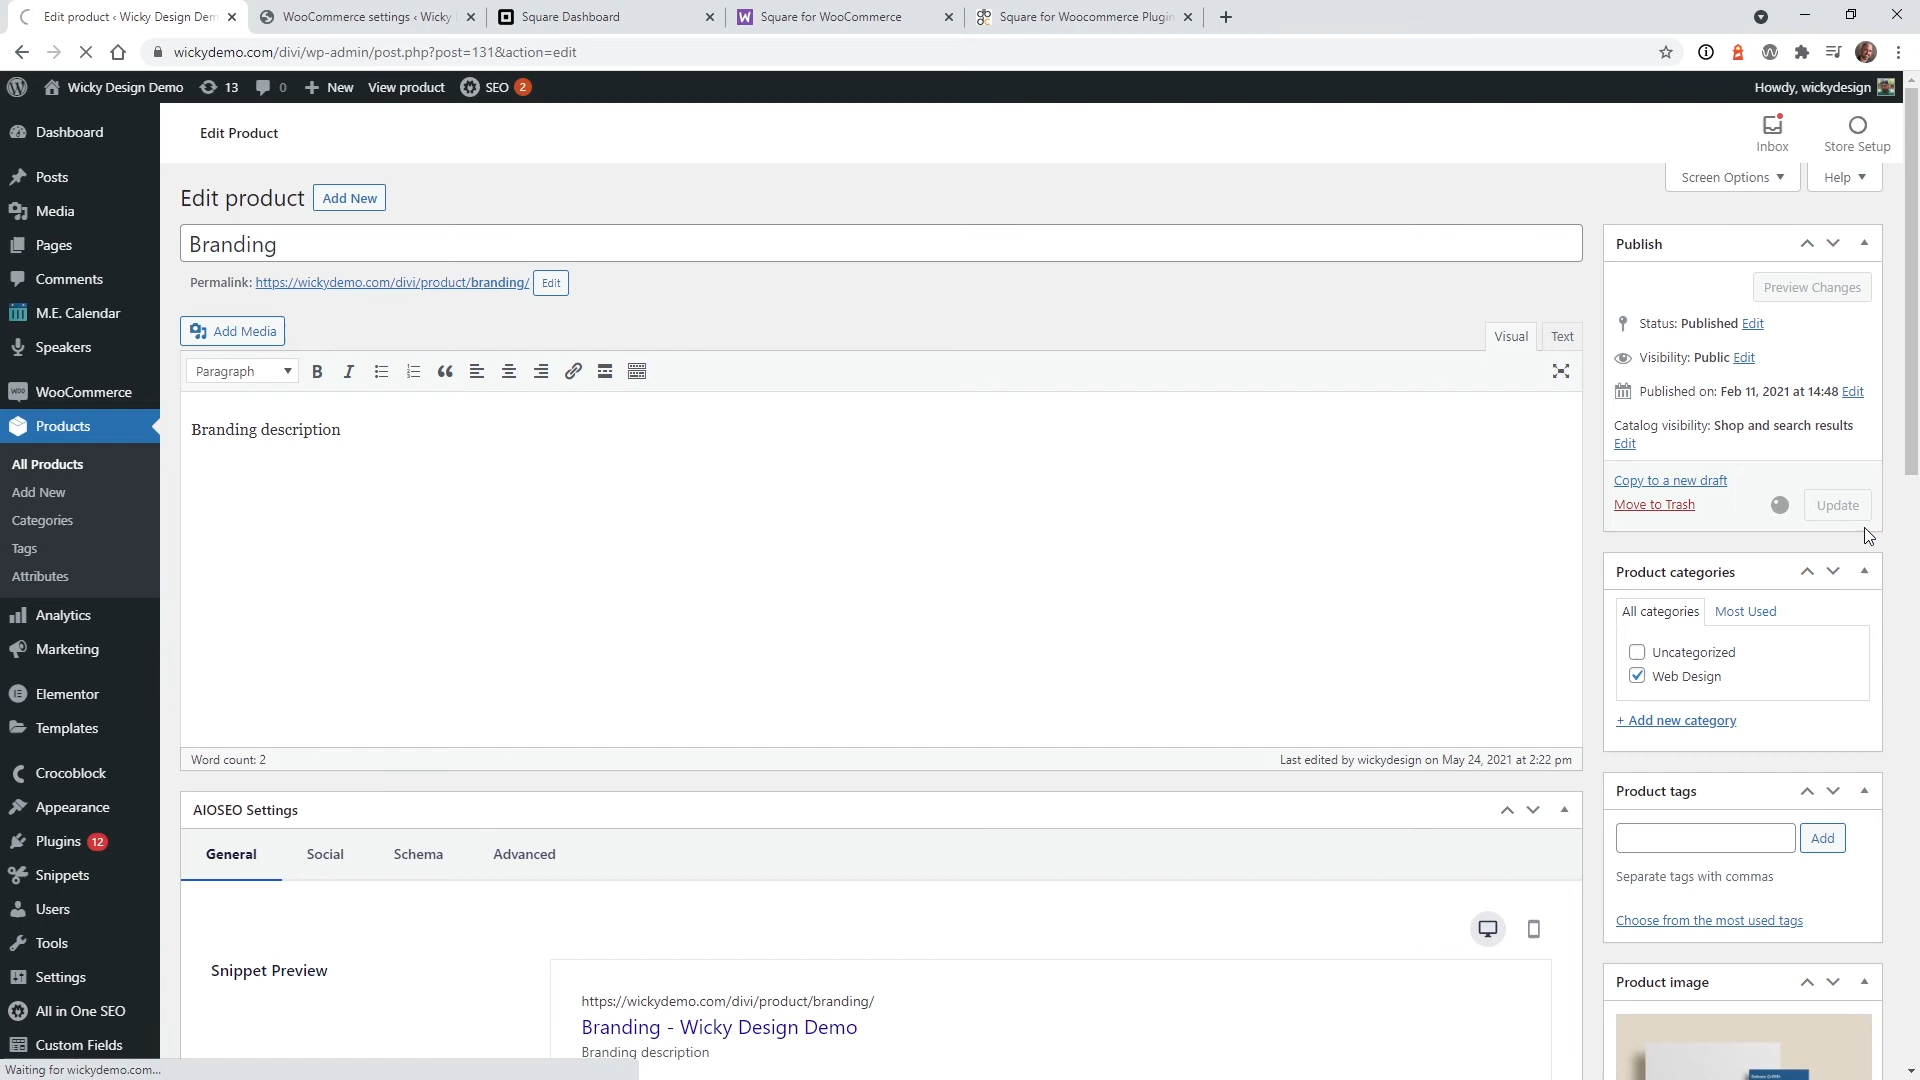 Edit product ‹ Wicky Design Dem
WooCommerce settings ‹ Wicky
Square Dashboard
Square for WooCommerce
Square for Woocommerce Plugin
wickydemo.com/divi/wp-admin/post.php?post=131&action=edit
Wicky Design Demo
13
0
New
View product
SEO 2
Howdy, wickydesign
Dashboard
Posts
Media
Pages
Comments
M.E. Calendar
Speakers
WooCommerce
Products
All Products
Add New
Categories
Tags
Attributes
Analytics
Marketing
Elementor
Templates
Crocoblock
Appearance
Plugins 12
Snippets
Users
Tools
Settings
All in One SEO
Custom Fields
Waiting for wickydemo.com...
Edit Product
Inbox
Store Setup
Screen Options
Help
Edit product
Add New
Branding
Permalink: https://wickydemo.com/divi/product/branding/ Edit
Add Media
Visual
Text
Paragraph
B
I
Branding description
Word count: 2
Last edited by wickydesign on May 24, 2021 at 2:22 pm
AIOSEO Settings
General
Social
Schema
Advanced
Snippet Preview
https://wickydemo.com/divi/product/branding/
Branding - Wicky Design Demo
Branding description
Publish
Preview Changes
Status: Published Edit
Visibility: Public Edit
Published on: Feb 11, 2021 at 14:48 Edit
Catalog visibility: Shop and search results
Edit
Copy to a new draft
Move to Trash
Update
Product categories
All categories
Most Used
Uncategorized
Web Design
+ Add new category
Product tags
Add
Separate tags with commas
Choose from the most used tags
Product image